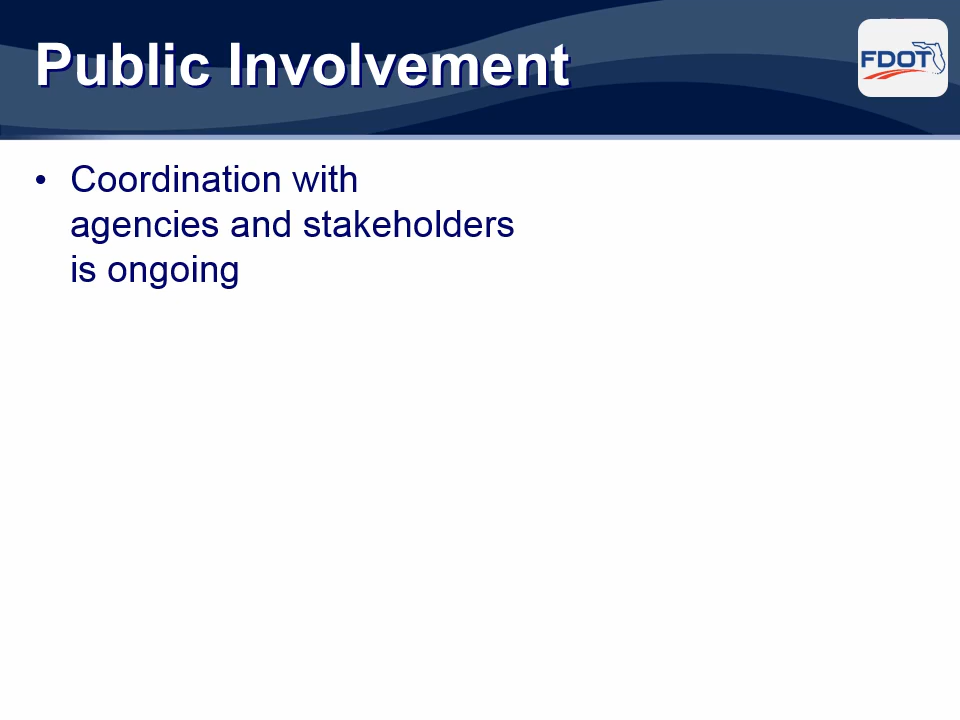 Public Involvement
FDOT
• Coordination with
agencies and stakeholders
is ongoing